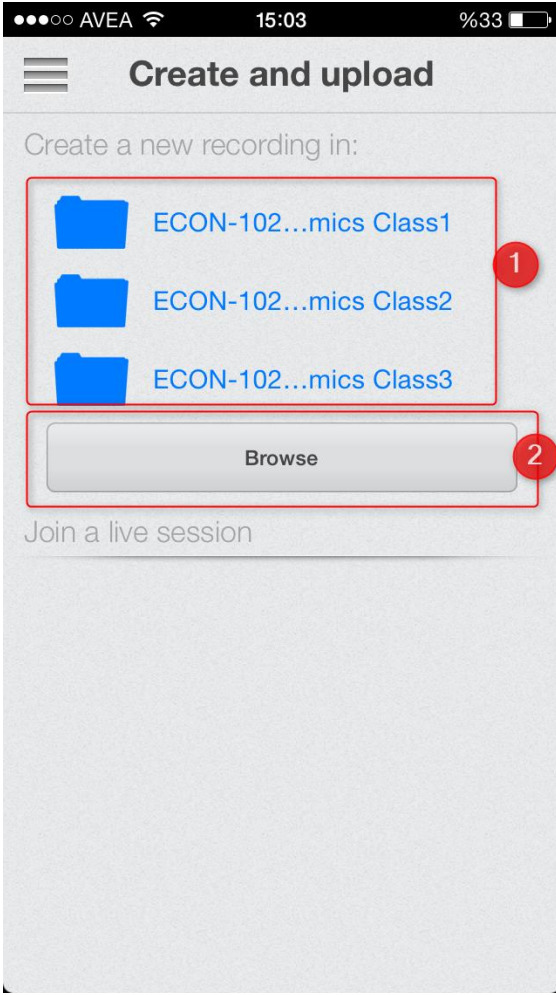 AVEA 15:03 %33
Create and upload
Create a new recording in:
ECON-102...mics Class1
1
ECON-102...mics Class2
ECON-102...mics Class3
Browse
2
Join a live session